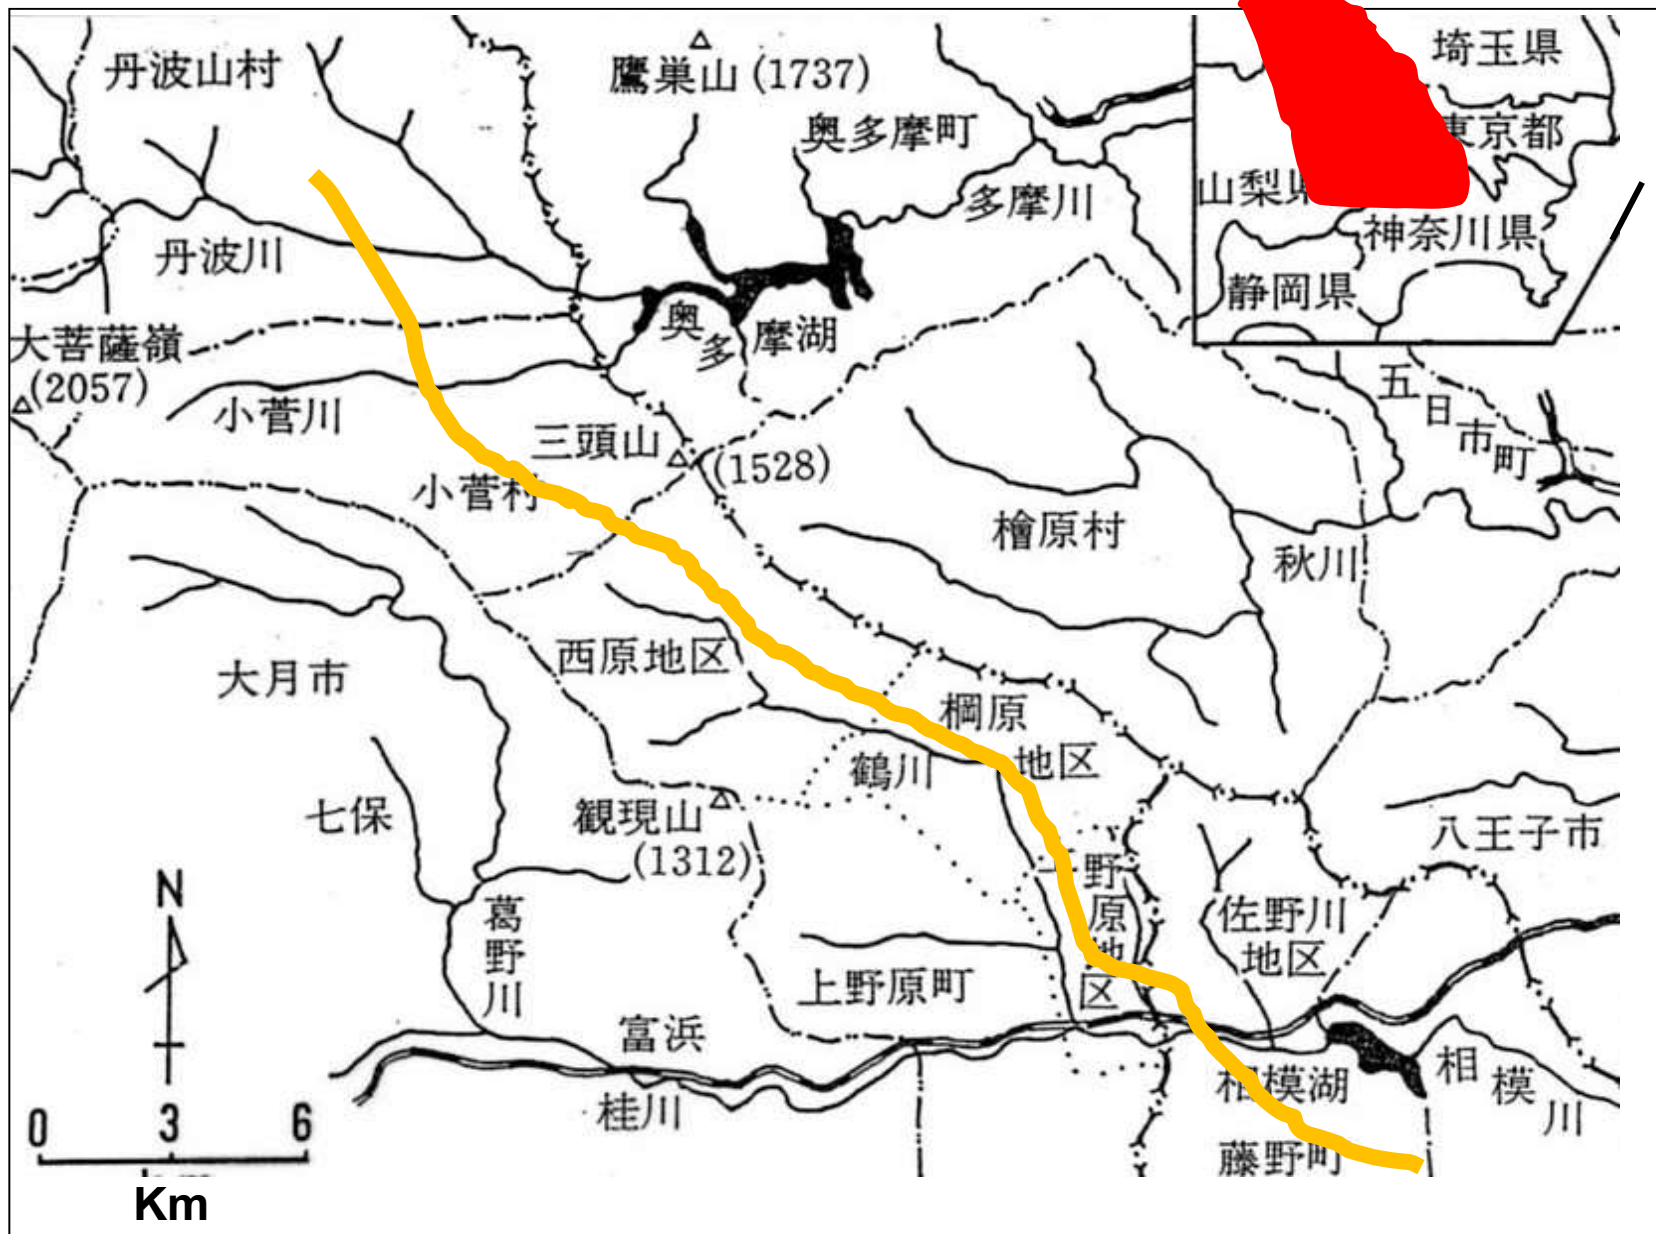 丹波山村
鷹巣山(1737)
奥多摩町
多摩川
丹波川
埼玉県
東京都
山梨県
神奈川県
静岡県
大菩薩嶺
(2057)
奥多摩湖
小菅川
三頭山
(1528)
小菅村
五日市町
檜原村
秋川
西原地区
大月市
棡原
地区
鶴川
七保
観現山
(1312)
八王子市
野原地区
佐野川
地区
葛野川
上野原町
富浜
桂川
相模湖
相模川
藤野町
N
0 3 6
Km